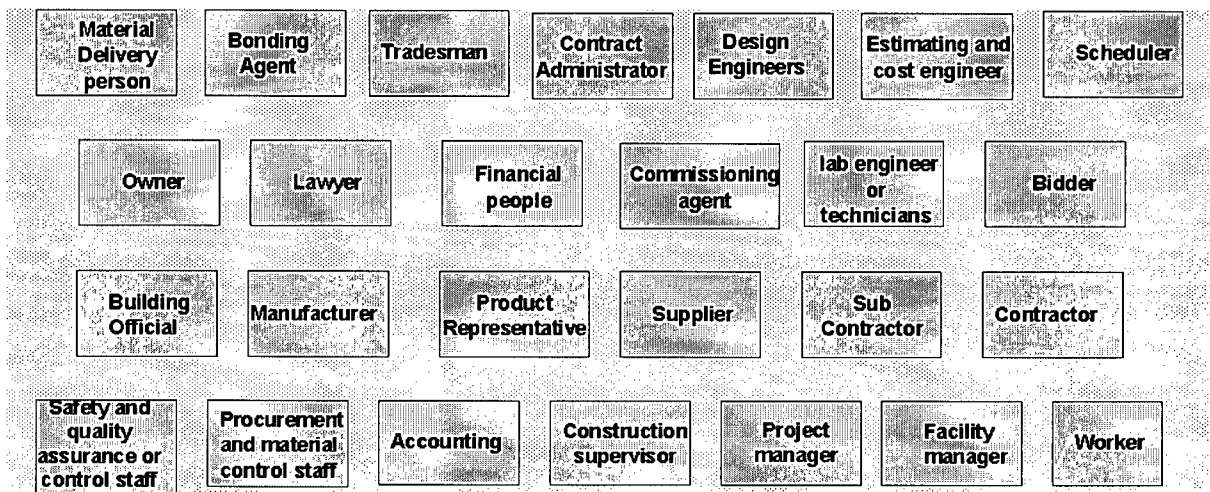 Material
Delivery
person
Bonding
Agent
Tradesman
Contract
Administrator
Design
Engineers
Estimating and
cost engineer
Scheduler
Owner
Lawyer
Financial
people
Commissioning
agent
lab engineer
or
technicians
Bidder
Building
Official
Manufacturer
Product
Representative
Supplier
Sub
Contractor
Contractor
Safety and
quality
assurance or
control staff
Procurement
and material
control staff
Accounting
Construction
supervisor
Project
manager
Facility
manager
Worker